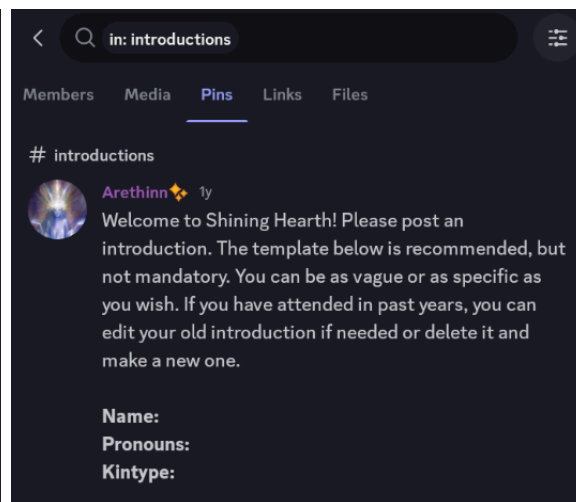 in: introductions
Members Media Pins Links Files
# introductions
Arethinn✨ 1y
Welcome to Shining Hearth! Please post an
introduction. The template below is recommended, but
not mandatory. You can be as vague or as specific as
you wish. If you have attended in past years, you can
edit your old introduction if needed or delete it and
make a new one.
Name:
Pronouns:
Kintype: